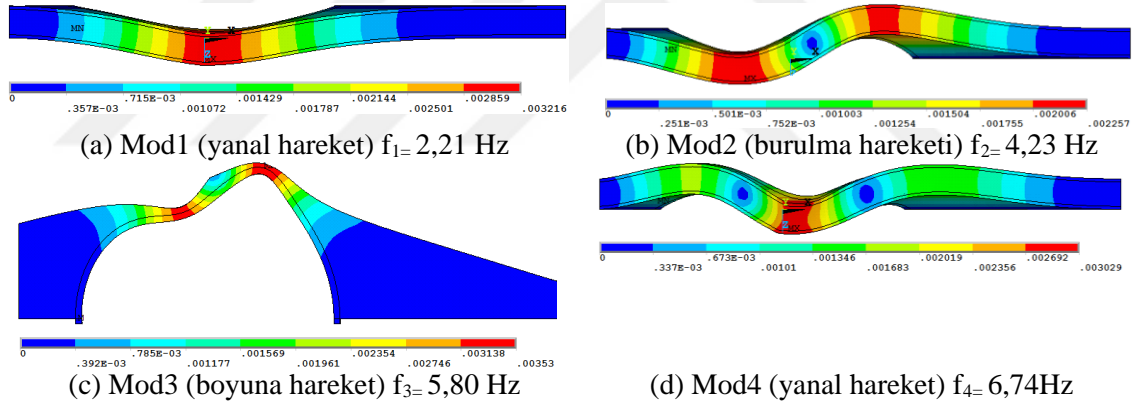 MN
Y
X
Z
MX
0 .715E-03 .001429 .002144 .002859
.357E-03 .001072 .001787 .002501 .003216
(a) Mod1 (yanal hareket) f₁= 2,21 Hz
MN
X
MX
0 .501E-03 .001003 .001504 .002006
.251E-03 .752E-03 .001254 .001755 .002257
(b) Mod2 (burulma hareketi) f₂= 4,23 Hz
0 .785E-03 .001569 .002354 .003138
.392E-03 .001177 .001961 .002746 .00353
(c) Mod3 (boyuna hareket) f₃= 5,80 Hz
X
MX
0 .673E-03 .001346 .002019 .002692
.337E-03 .00101 .001683 .002356 .003029
(d) Mod4 (yanal hareket) f₄= 6,74Hz